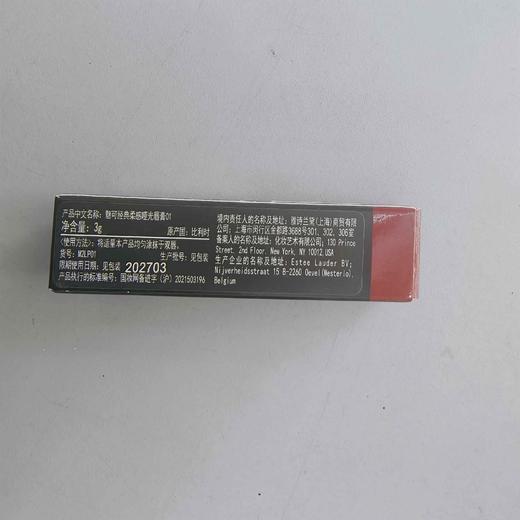 产品中文名称: 魅可经典柔感哑光唇膏01
净含量: 3g 原产国: 比利时
(使用方法): 将适量本产品均匀涂抹于双唇。
货号: M2LP01 生产批号: 见包装
限期使用日期: 见包装 202703
产品执行的标准编号: 国妆网备进字(沪)2021503196
境内责任人的名称及地址: 雅诗兰黛(上海)商贸有限
公司; 上海市闵行区金都路3688号301、302、306室
备案人的名称及地址: 化妆艺术有限公司; 130 Prince
Street, 2nd Floor, New York, NY 10012,USA
生产企业的名称及地址: Estee Lauder BV;
Nijverheidsstraat 15 B-2260 Oevel(Westerlo),
Belgium